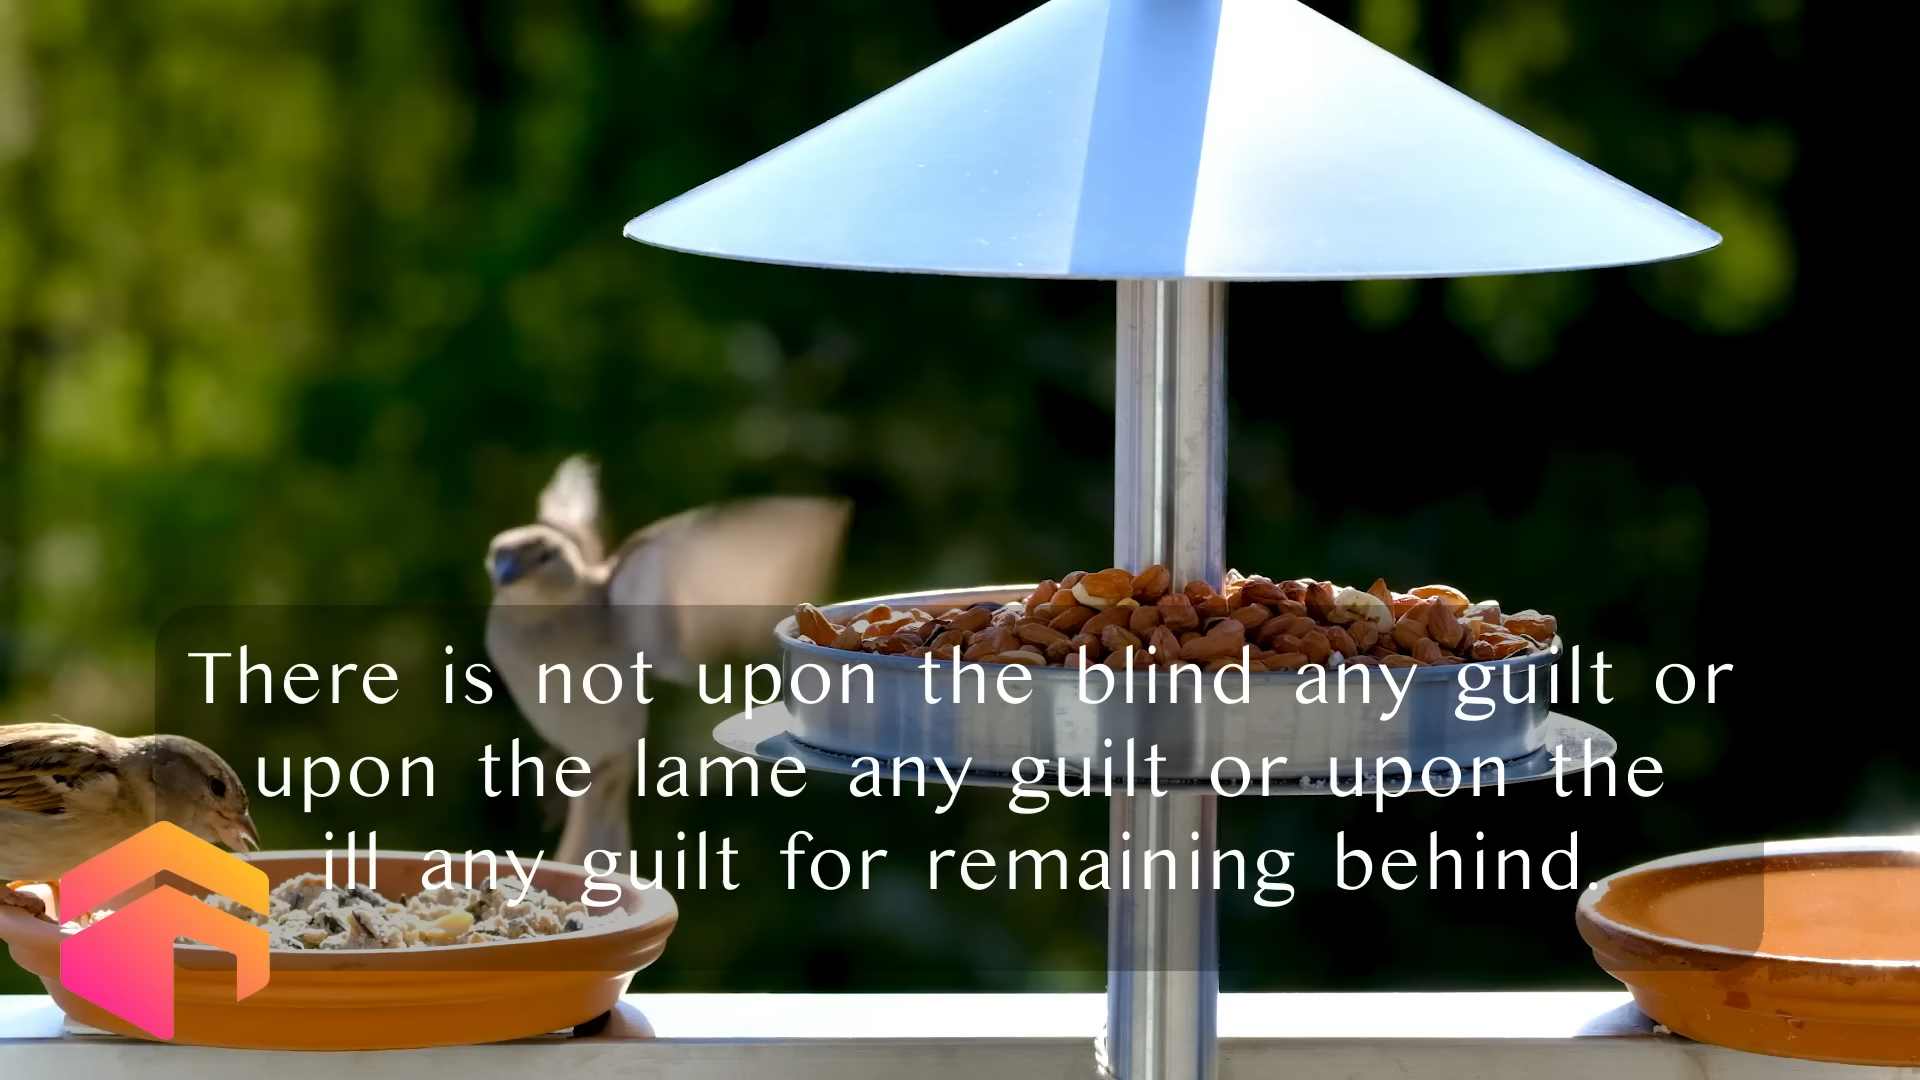 There is not upon the blind any guilt or
upon the lame any guilt or upon the
ill any guilt for remaining behind.